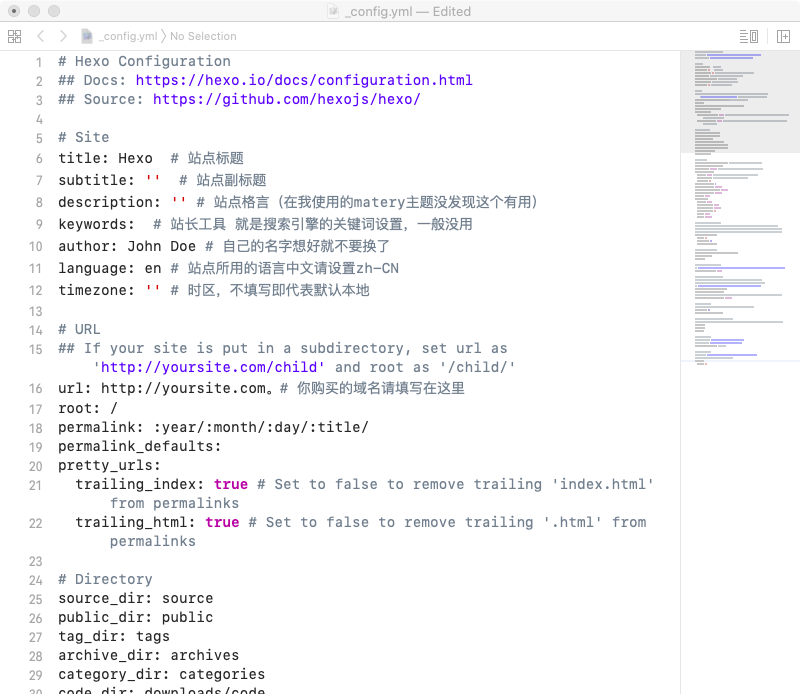 _config.yml — Edited
_config.yml 〉No Selection
1 # Hexo Configuration
2 ## Docs: https://hexo.io/docs/configuration.html
3 ## Source: https://github.com/hexojs/hexo/
4
5 # Site
6 title: Hexo  # 站点标题
7 subtitle: ''  # 站点副标题
8 description: '' # 站点格言（在我使用的matery主题没发现这个有用）
9 keywords:  # 站长工具 就是搜索引擎的关键词设置，一般没用
10 author: John Doe # 自己的名字想好就不要换了
11 language: en # 站点所用的语言中文请设置zh-CN
12 timezone: '' # 时区，不填写即代表默认本地
13
14 # URL
15 ## If your site is put in a subdirectory, set url as
'http://yoursite.com/child' and root as '/child/'
16 url: http://yoursite.com。# 你购买的域名请填写在这里
17 root: /
18 permalink: :year/:month/:day/:title/
19 permalink_defaults:
20 pretty_urls:
21 trailing_index: true # Set to false to remove trailing 'index.html'
from permalinks
22 trailing_html: true # Set to false to remove trailing '.html' from
permalinks
23
24 # Directory
25 source_dir: source
26 public_dir: public
27 tag_dir: tags
28 archive_dir: archives
29 category_dir: categories
30 code_dir: downloads/code